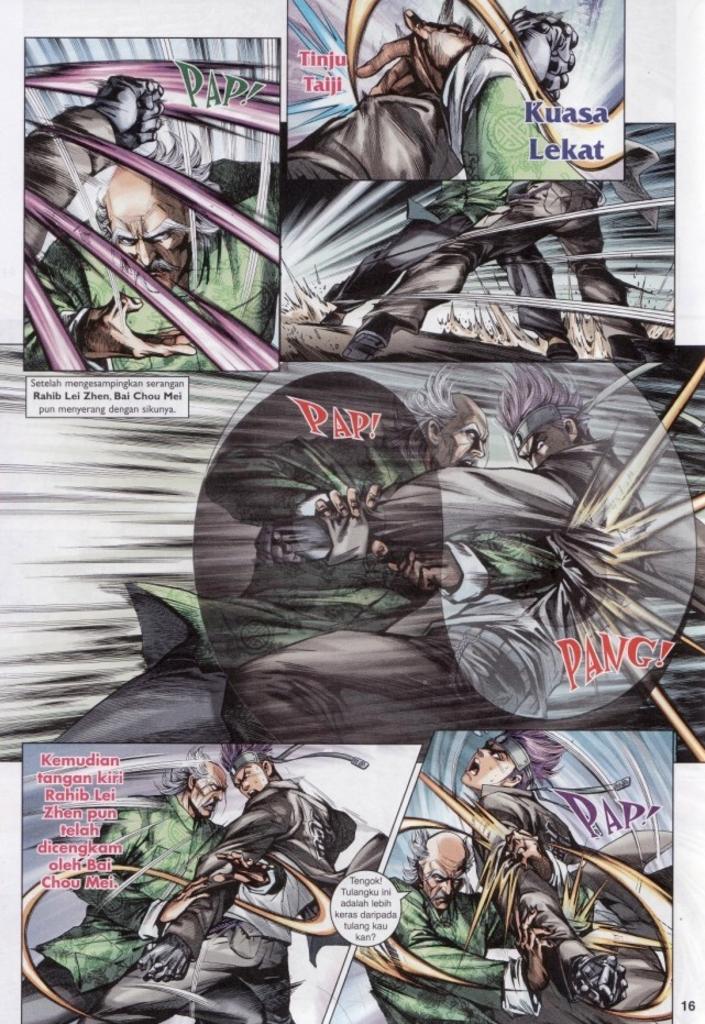 PAP!
Tinju
Taiji
Kuasa
Lekat
Setelah mengesampingkan serangan
Rahib Lei Zhen, Bai Chou Mei
pun menyerang dengan sikunya.
PAP!
PANG!
Kemudian
tangan kiri
Rahib Lei
Zhen pun
telah
dicengkam
oleh Bai
Chou Mei.
Tengok!
Tulangku ini
adalah lebih
keras daripada
tulang kau
kan?
PAP!
16